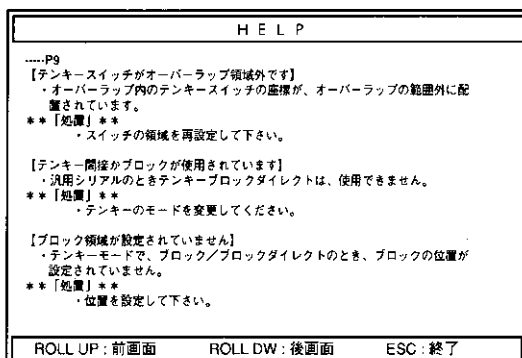 HELP
-----P9
【テンキースイッチがオーバーラップ領域外です】
・オーバーラップ内のテンキースイッチの座標が、オーバーラップの範囲外に配
置されています。
**「処置」**
・スイッチの領域を再設定して下さい。
【テンキー間接かブロックが使用されています】
・汎用シリアルのときテンキーブロックダイレクトは、使用できません。
**「処置」**
・テンキーのモードを変更してください。
【ブロック領域が設定されていません】
・テンキーモードで、ブロック／ブロックダイレクトのとき、ブロックの位置が
設定されていません。
**「処置」**
・位置を設定して下さい。
ROLL UP : 前画面 ROLL DW : 後画面 ESC : 終了